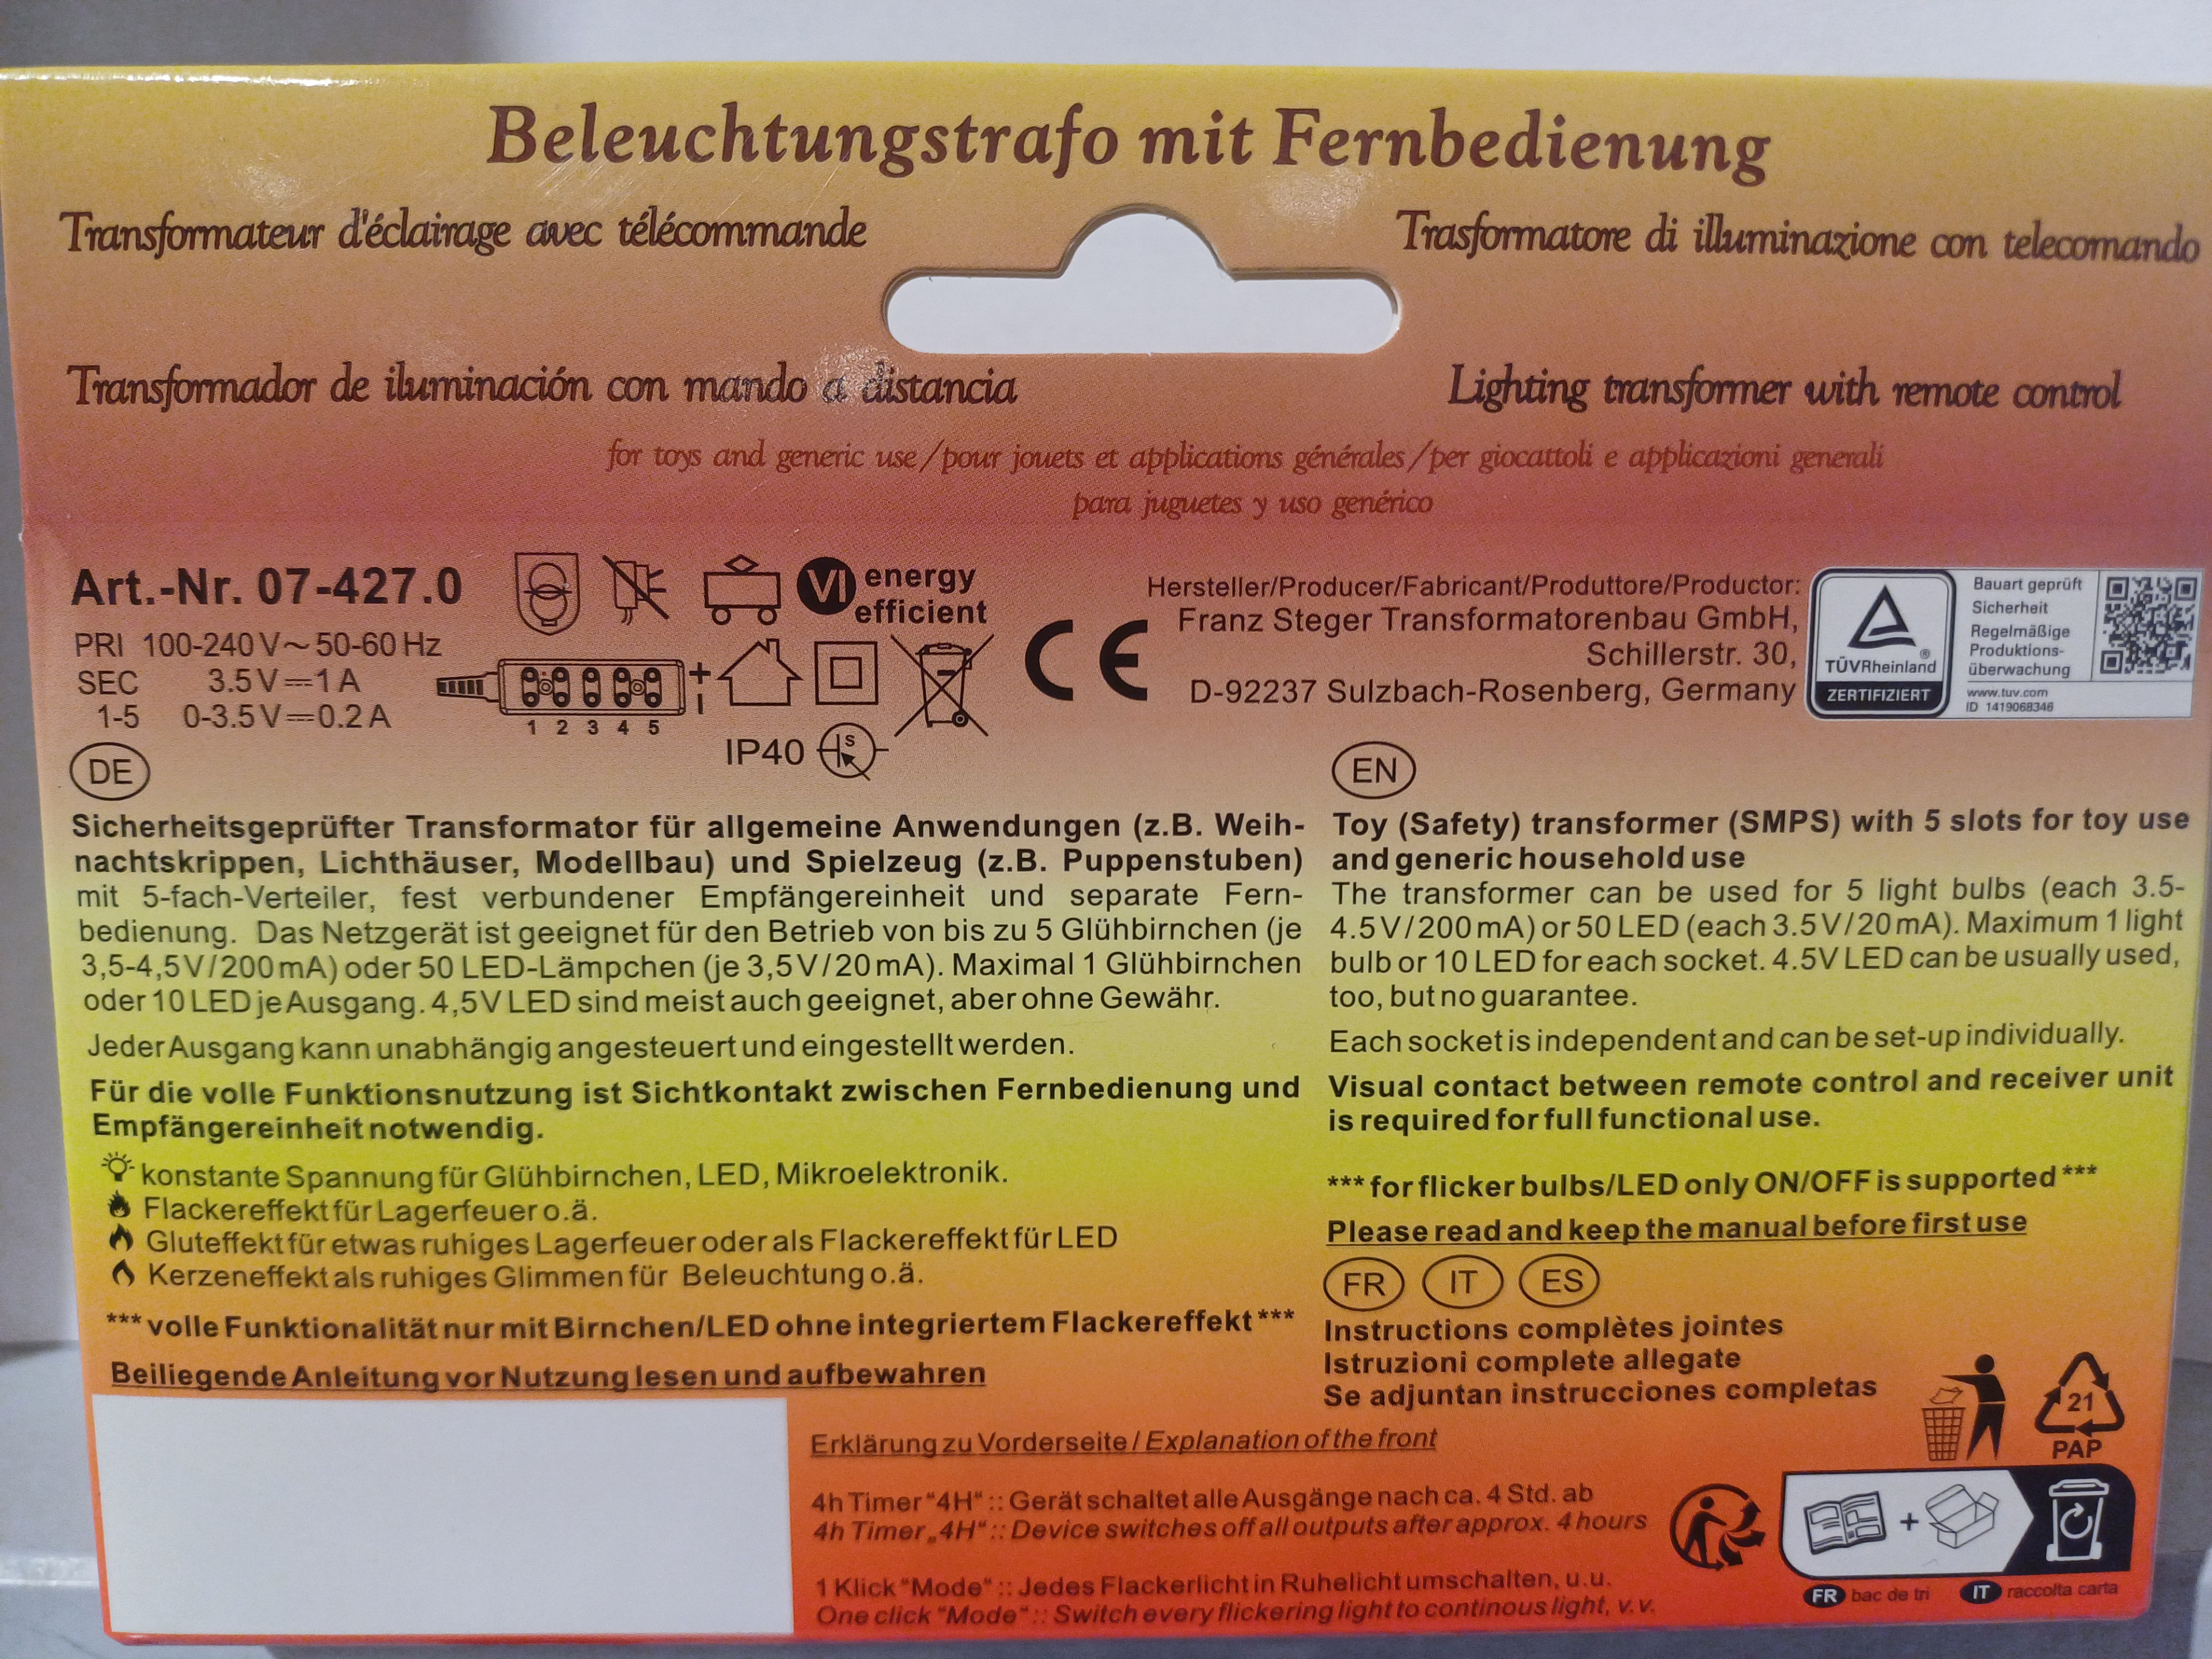 Beleuchtungstrafo mit Fernbedienung
Transformateur d'éclairage avec télécommande
Trasformatore di illuminazione con telecomando
Transformador de iluminación con mando a distancia
Lighting transformer with remote control
for toys and generic use/pour jouets et applications générales/per giocattoli e applicazioni generali
para juguetes y uso genérico
Art.-Nr. 07-427.0
PRI 100-240 V~ 50-60 Hz
SEC 3.5 V⎓1 A
1-5 0-3.5 V⎓0.2 A
VI energy
efficient
+
-
1 2 3 4 5
IP40
S
CE
Hersteller/Producer/Fabricant/Produttore/Productor:
Franz Steger Transformatorenbau GmbH,
Schillerstr. 30,
D-92237 Sulzbach-Rosenberg, Germany
TÜVRheinland®
ZERTIFIZIERT
Bauart geprüft
Sicherheit
Regelmäßige
Produktions-
überwachung
www.tuv.com
ID 1419068346
DE
Sicherheitsgeprüfter Transformator für allgemeine Anwendungen (z.B. Weih-
nachtskrippen, Lichthäuser, Modellbau) und Spielzeug (z.B. Puppenstuben)
mit 5-fach-Verteiler, fest verbundener Empfängereinheit und separate Fern-
bedienung. Das Netzgerät ist geeignet für den Betrieb von bis zu 5 Glühbirnchen (je
3,5-4,5V/200mA) oder 50 LED-Lämpchen (je 3,5V/20mA). Maximal 1 Glühbirnchen
oder 10 LED je Ausgang. 4,5V LED sind meist auch geeignet, aber ohne Gewähr.
Jeder Ausgang kann unabhängig angesteuert und eingestellt werden.
Für die volle Funktionsnutzung ist Sichtkontakt zwischen Fernbedienung und
Empfängereinheit notwendig.
konstante Spannung für Glühbirnchen, LED, Mikroelektronik.
Flackereffekt für Lagerfeuer o.ä.
Gluteffekt für etwas ruhiges Lagerfeuer oder als Flackereffekt für LED
Kerzeneffekt als ruhiges Glimmen für Beleuchtung o.ä.
*** volle Funktionalität nur mit Birnchen/LED ohne integriertem Flackereffekt ***
Beiliegende Anleitung vor Nutzung lesen und aufbewahren
EN
Toy (Safety) transformer (SMPS) with 5 slots for toy use
and generic household use
The transformer can be used for 5 light bulbs (each 3.5-
4.5V/200mA) or 50 LED (each 3.5V/20mA). Maximum 1 light
bulb or 10 LED for each socket. 4.5V LED can be usually used,
too, but no guarantee.
Each socket is independent and can be set-up individually.
Visual contact between remote control and receiver unit
is required for full functional use.
*** for flicker bulbs/LED only ON/OFF is supported ***
Please read and keep the manual before first use
FR IT ES
Instructions complètes jointes
Istruzioni complete allegate
Se adjuntan instrucciones completas
21
PAP
Erklärung zu Vorderseite / Explanation of the front
4h Timer "4H" :: Gerät schaltet alle Ausgänge nach ca. 4 Std. ab
4h Timer „4H" :: Device switches off all outputs after approx. 4 hours
1 Klick "Mode" :: Jedes Flackerlicht in Ruhelicht umschalten, u.u.
One click "Mode" :: Switch every flickering light to continous light, v.v.
+
FR bac de tri IT raccolta carta